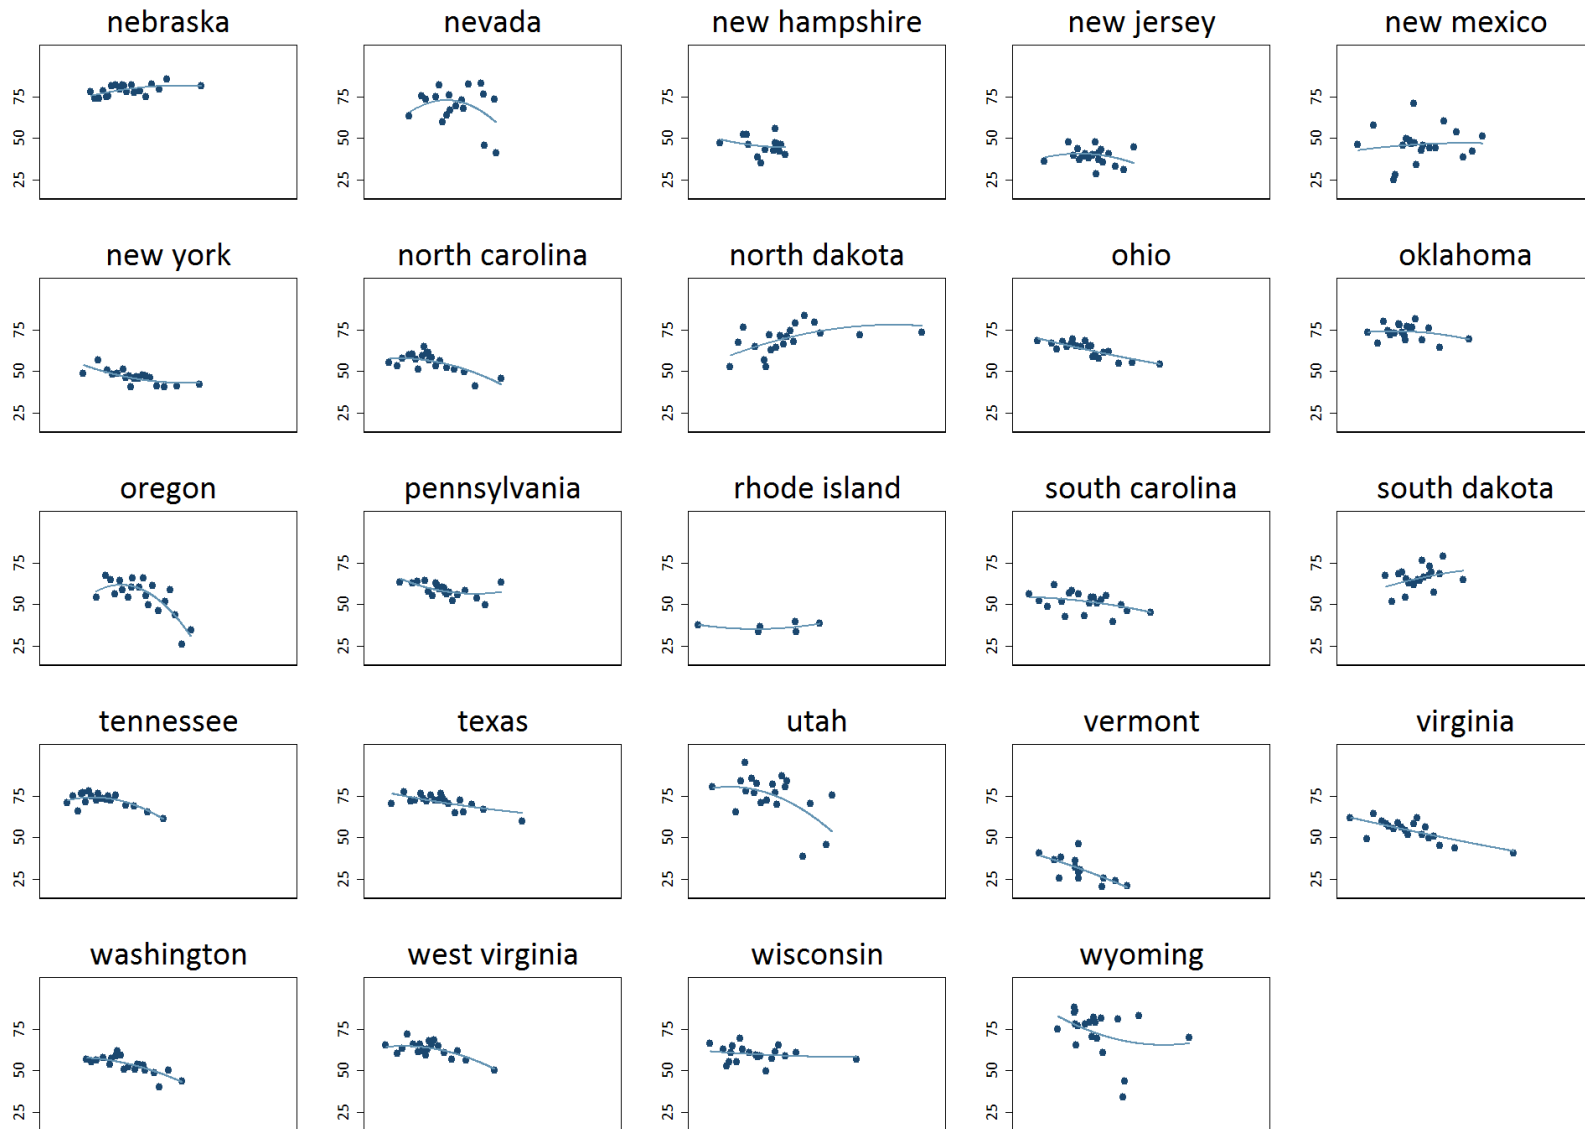 nebraska nevada new hampshire new jersey new mexico
75 75 75 75 75
50 50 50 50 50
25 25 25 25 25
new york north carolina north dakota ohio oklahoma
75 75 75 75 75
50 50 50 50 50
25 25 25 25 25
oregon pennsylvania rhode island south carolina south dakota
75 75 75 75 75
50 50 50 50 50
25 25 25 25 25
tennessee texas utah vermont virginia
75 75 75 75 75
50 50 50 50 50
25 25 25 25 25
washington west virginia wisconsin wyoming
75 75 75 75
50 50 50 50
25 25 25 25